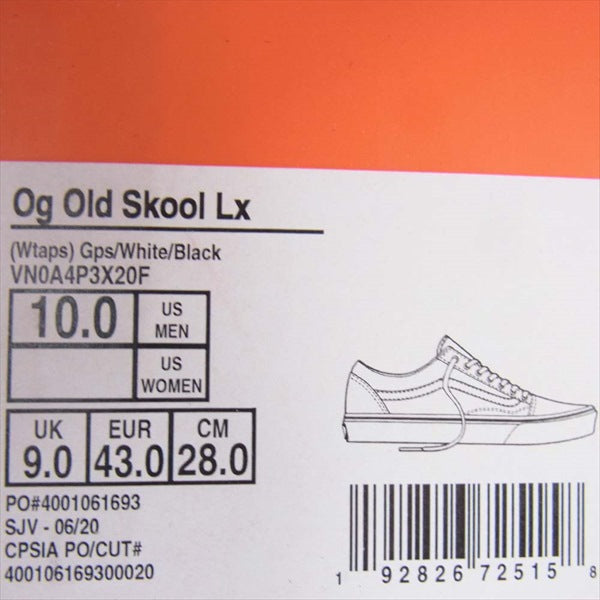 Og Old Skool Lx
(Wtaps) Gps/White/Black
VN0A4P3X20F
10.0 US MEN
US WOMEN
UK EUR CM
9.0 43.0 28.0
PO#4001061693
SJV - 06/20
CPSIA PO/CUT#
400106169300020
1 92826 72515 8